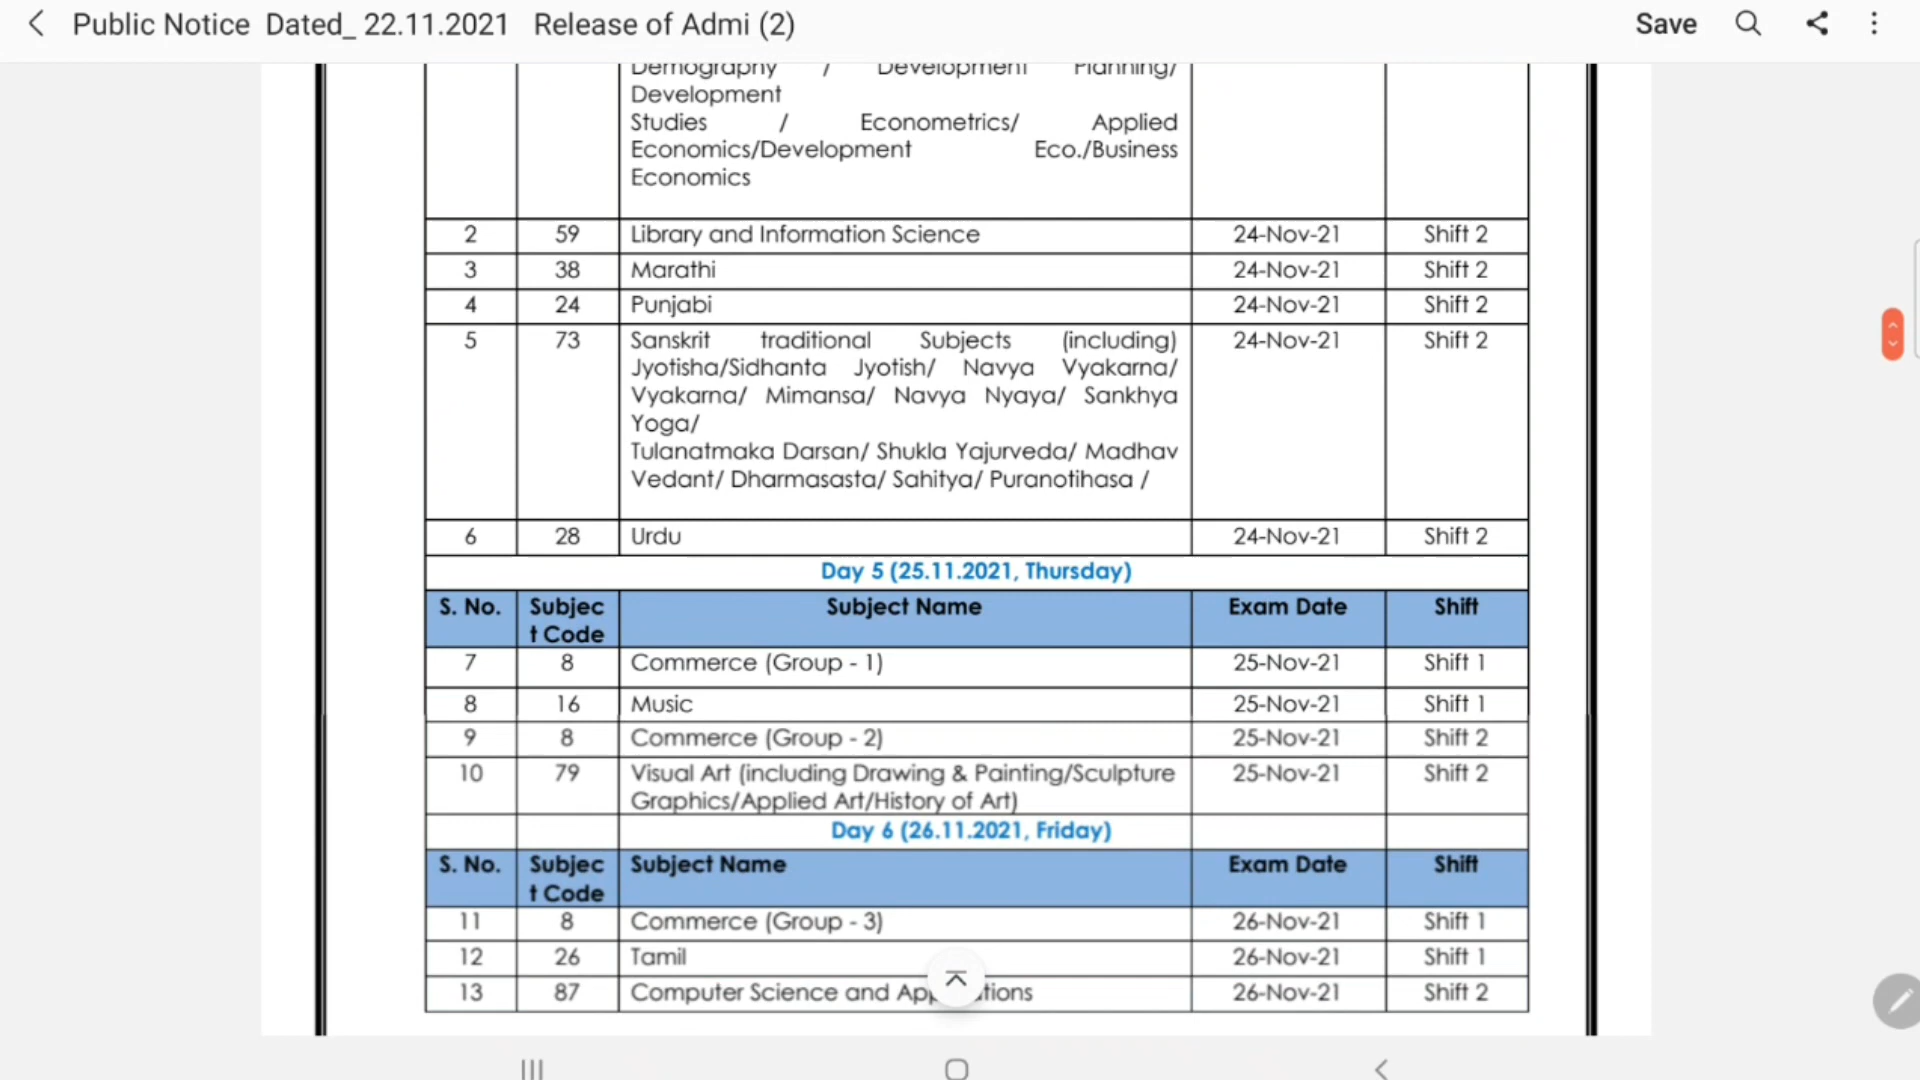 Public Notice Dated_ 22.11.2021 Release of Admi (2)
Save
Demography / Development Planning/
Development
Studies / Econometrics/ Applied
Economics/Development Eco./Business
Economics
2 59 Library and Information Science 24-Nov-21 Shift 2
3 38 Marathi 24-Nov-21 Shift 2
4 24 Punjabi 24-Nov-21 Shift 2
5 73 Sanskrit traditional Subjects (including) 24-Nov-21 Shift 2
Jyotisha/Sidhanta Jyotish/ Navya Vyakarna/
Vyakarna/ Mimansa/ Navya Nyaya/ Sankhya
Yoga/
Tulanatmaka Darsan/ Shukla Yajurveda/ Madhav
Vedant/ Dharmasasta/ Sahitya/ Puranotihasa /
6 28 Urdu 24-Nov-21 Shift 2
Day 5 (25.11.2021, Thursday)
S. No. Subjec Subject Name Exam Date Shift
t Code
7 8 Commerce (Group - 1) 25-Nov-21 Shift 1
8 16 Music 25-Nov-21 Shift 1
9 8 Commerce (Group - 2) 25-Nov-21 Shift 2
10 79 Visual Art (including Drawing & Painting/Sculpture 25-Nov-21 Shift 2
Graphics/Applied Art/History of Art)
Day 6 (26.11.2021, Friday)
S. No. Subjec Subject Name Exam Date Shift
t Code
11 8 Commerce (Group - 3) 26-Nov-21 Shift 1
12 26 Tamil 26-Nov-21 Shift 1
13 87 Computer Science and 26-Nov-21 Shift 2